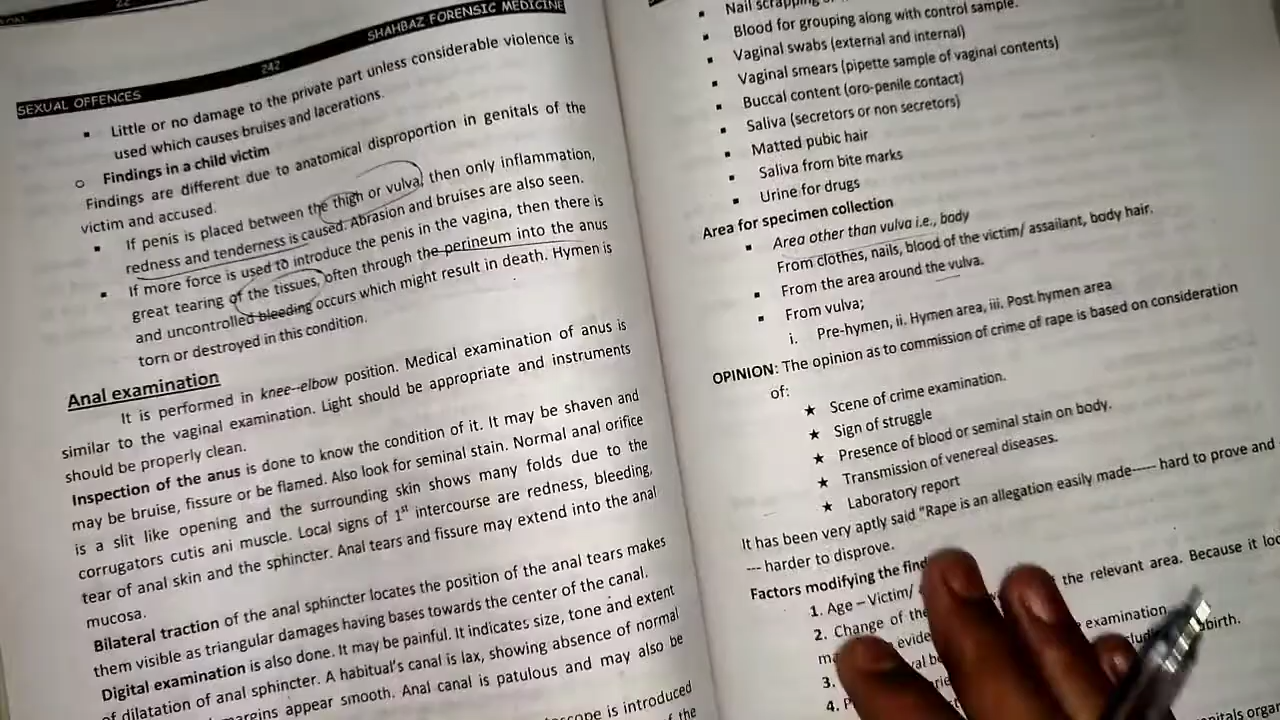 22
SHAHBAZ FORENSIC MEDICINE
242
SEXUAL OFFENCES
▪ Little or no damage to the private part unless considerable violence is
used which causes bruises and lacerations.
o Findings in a child victim
Findings are different due to anatomical disproportion in genitals of the
victim and accused.
▪ If penis is placed between the thigh or vulva, then only inflammation,
redness and tenderness is caused. Abrasion and bruises are also seen.
▪ If more force is used to introduce the penis in the vagina, then there is
great tearing of the tissues, often through the perineum into the anus
and uncontrolled bleeding occurs which might result in death. Hymen is
torn or destroyed in this condition.
Anal examination
It is performed in knee--elbow position. Medical examination of anus is
similar to the vaginal examination. Light should be appropriate and instruments
should be properly clean.
Inspection of the anus is done to know the condition of it. It may be shaven and
may be bruise, fissure or be flamed. Also look for seminal stain. Normal anal orifice
is a slit like opening and the surrounding skin shows many folds due to the
corrugators cutis ani muscle. Local signs of 1st intercourse are redness, bleeding,
tear of anal skin and the sphincter. Anal tears and fissure may extend into the anal
mucosa.
Bilateral traction of the anal sphincter locates the position of the anal tears makes
them visible as triangular damages having bases towards the center of the canal.
Digital examination is also done. It may be painful. It indicates size, tone and extent
of dilatation of anal sphincter. A habitual's canal is lax, showing absence of normal
margins appear smooth. Anal canal is patulous and may also be
is introduced
of the
▪ Nail scrapping
▪ Blood for grouping along with control sample.
▪ Vaginal swabs (external and internal)
▪ Vaginal smears (pipette sample of vaginal contents)
▪ Buccal content (oro-penile contact)
▪ Saliva (secretors or non secretors)
▪ Matted pubic hair
▪ Saliva from bite marks
▪ Urine for drugs
Area for specimen collection
▪ Area other than vulva i.e., body
From clothes, nails, blood of the victim/ assailant, body hair.
▪ From the area around the vulva.
▪ From vulva;
i. Pre-hymen, ii. Hymen area, iii. Post hymen area
OPINION: The opinion as to commission of crime of rape is based on consideration
of:
★ Scene of crime examination.
★ Sign of struggle
★ Presence of blood or seminal stain on body.
★ Transmission of venereal diseases.
★ Laboratory report
It has been very aptly said "Rape is an allegation easily made----- hard to prove and
--- harder to disprove.
Factors modifying the
1. Age – Victim/
2. Change of the relevant area. Because it
examination
3.
4.